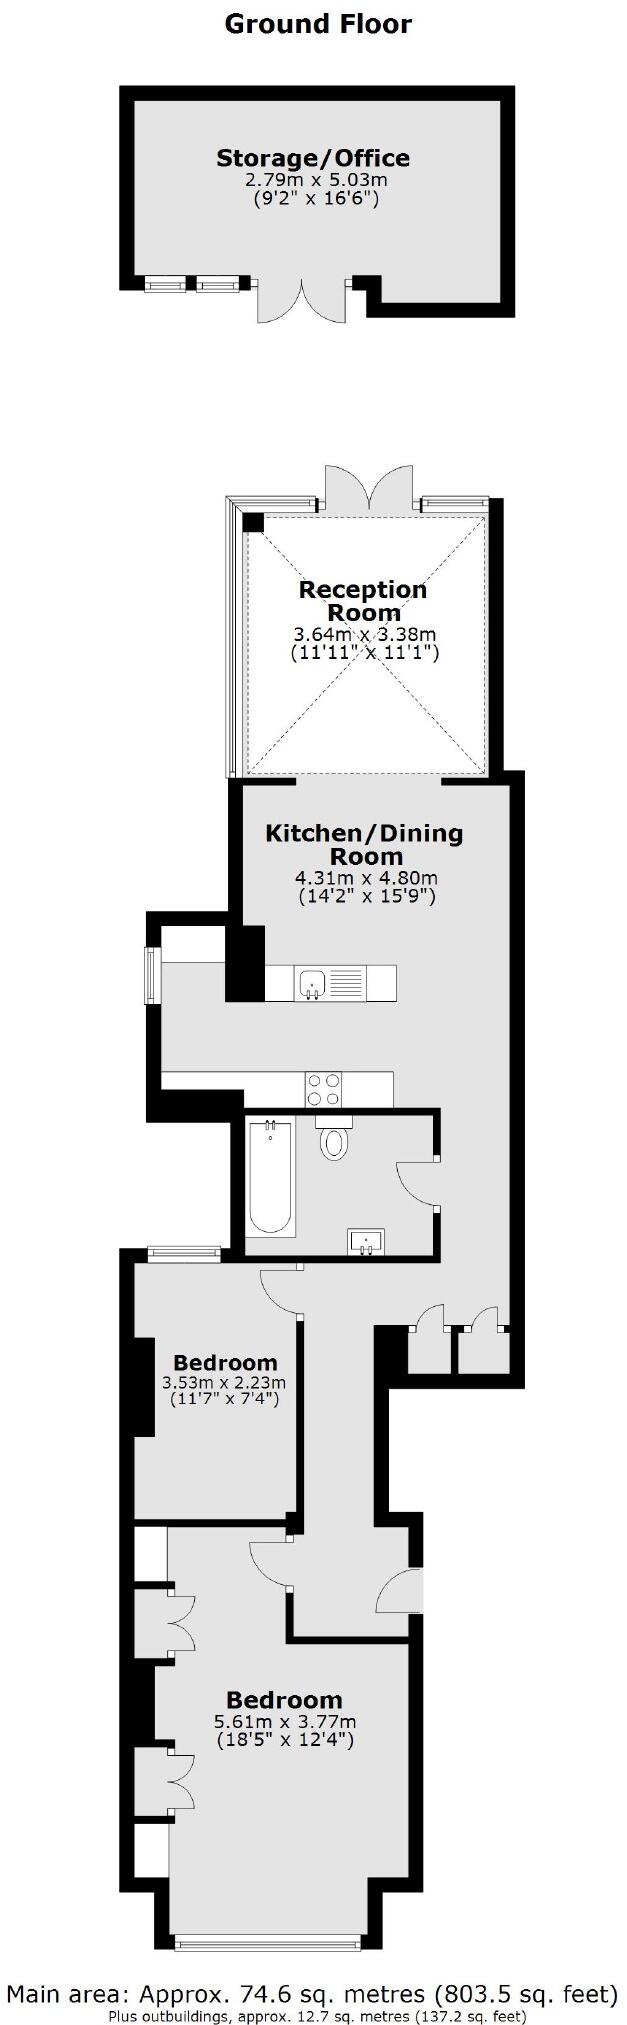 Ground Floor
Storage/Office
2.79m x 5.03m
(9'2" x 16'6")
Reception
Room
3.64m x 3.38m
(11'11" x 11'1")
Kitchen/Dining
Room
4.31m x 4.80m
(14'2" x 15'9")
Bedroom
3.53m x 2.23m
(11'7" x 7'4")
Bedroom
5.61m x 3.77m
(18'5" x 12'4")
Main area: Approx. 74.6 sq. metres (803.5 sq. feet)
Plus outbuildings, approx. 12.7 sq. metres (137.2 sq. feet)